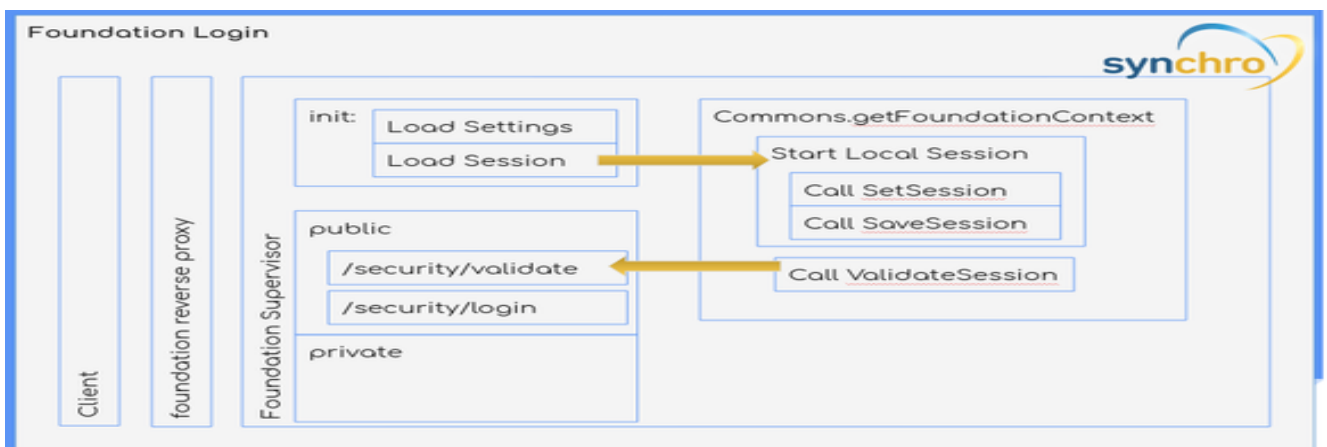 Foundation Login
synchro
Client
foundation reverse proxy
Foundation Supervisor
init:
Load Settings
Load Session
public
/security/validate
/security/login
private
Commons.getFoundationContext
Start Local Session
Call SetSession
Call SaveSession
Call ValidateSession